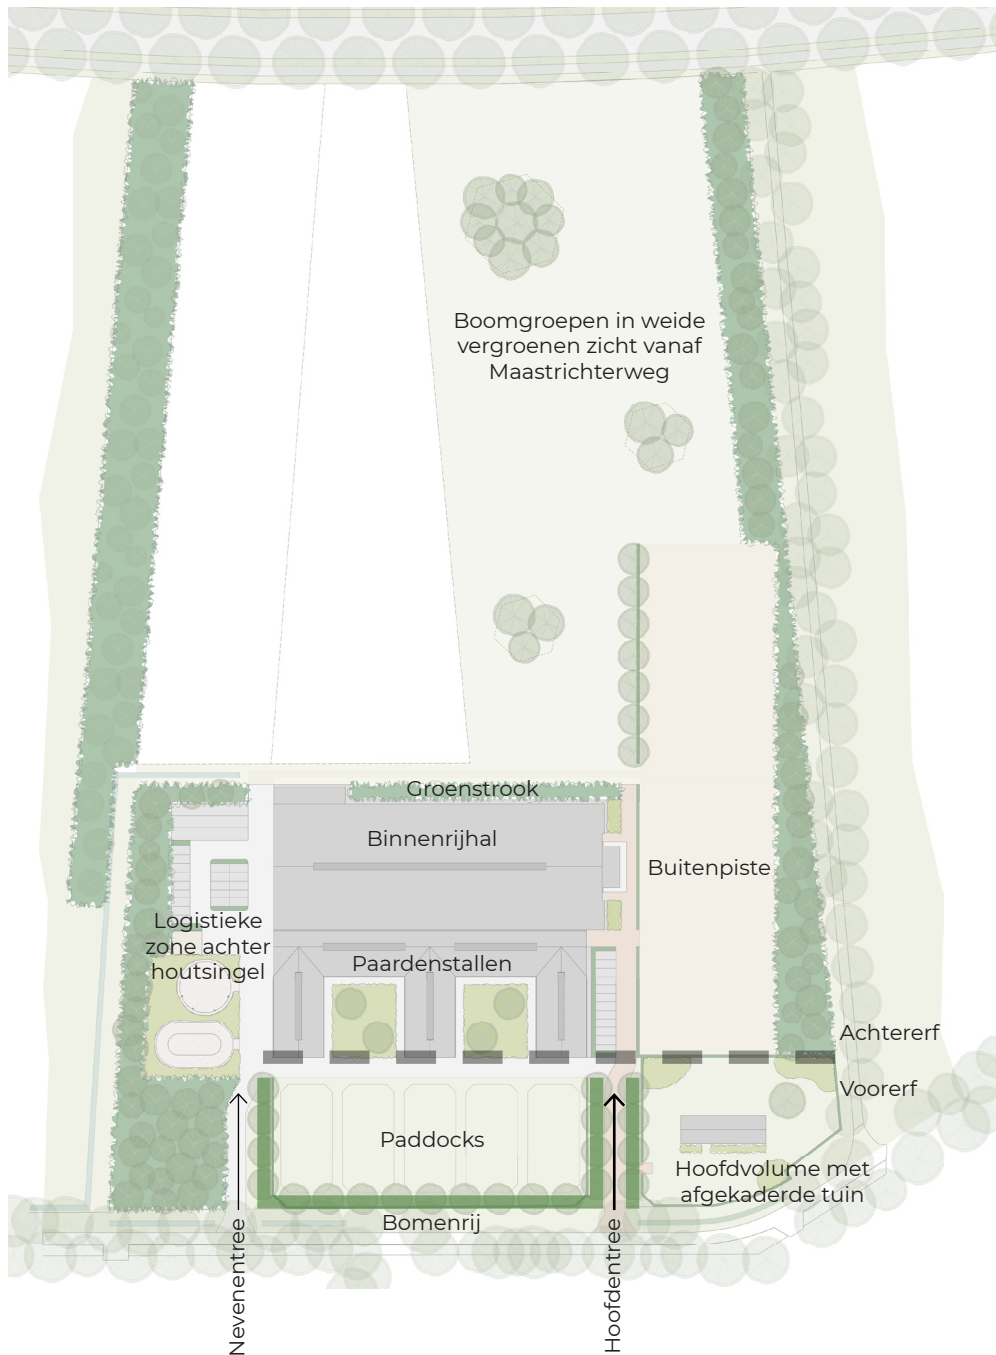 Boomgroepen in weide
vergroenen zicht vanaf
Maastrichterweg
Groenstrook
Binnenrijhal
Buitenpiste
Logistieke
zone achter
houtsingel
Paardenstallen
Achtererf
Voorerf
Paddocks
Hoofdvolume met
afgekaderde tuin
Bomenrij
Nevenentree
Hoofdentree